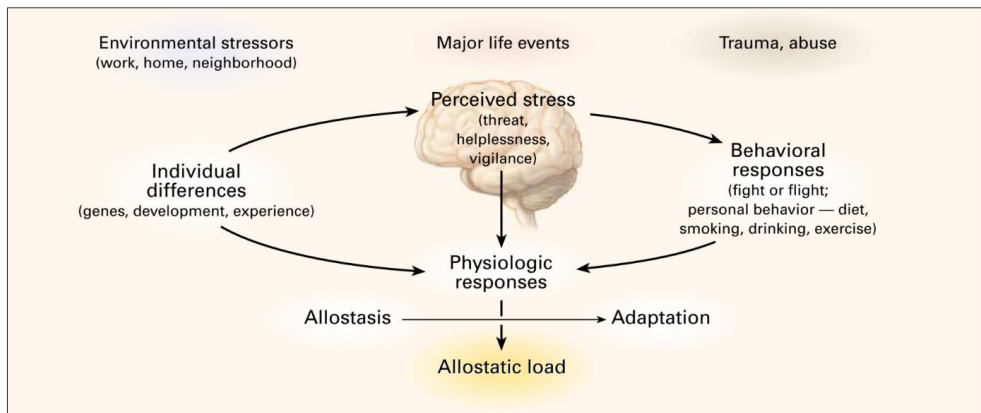 Environmental stressors
(work, home, neighborhood)
Major life events
Trauma, abuse
Perceived stress
(threat,
helplessness,
vigilance)
Individual
differences
(genes, development, experience)
Behavioral
responses
(fight or flight;
personal behavior — diet,
smoking, drinking, exercise)
Physiologic
responses
Allostasis
Adaptation
Allostatic load